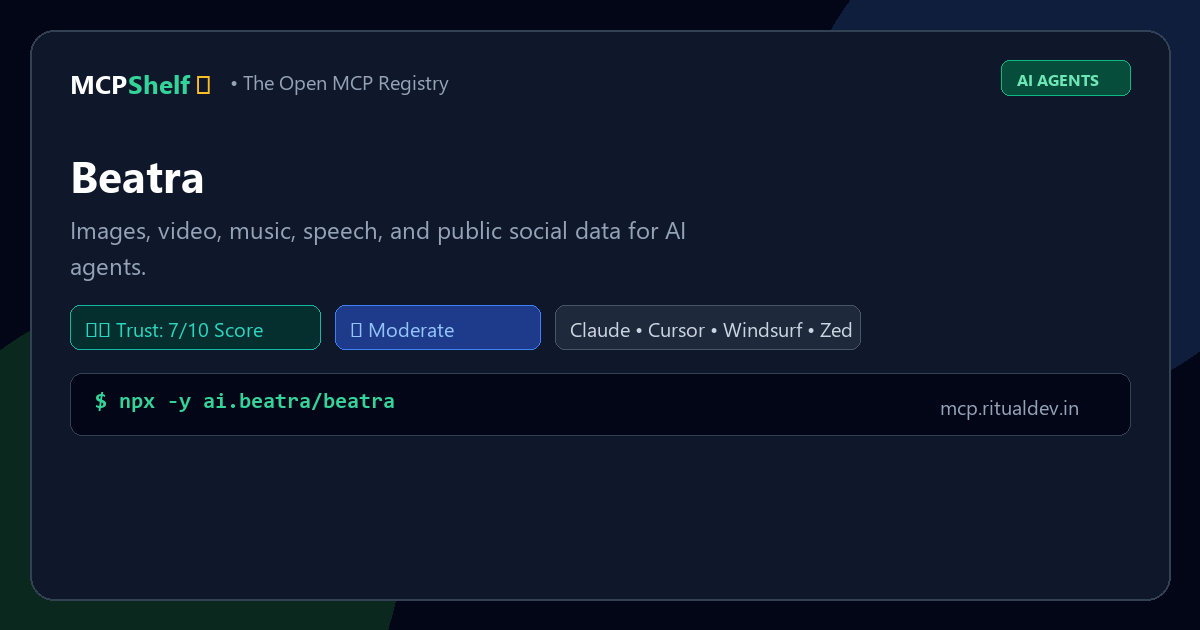 MCPShelf • The Open MCP Registry
AI AGENTS
Beatra
Images, video, music, speech, and public social data for AI
agents.
Trust: 7/10 Score
Moderate
Claude • Cursor • Windsurf • Zed
$ npx -y ai.beatra/beatra
mcp.ritualdev.in